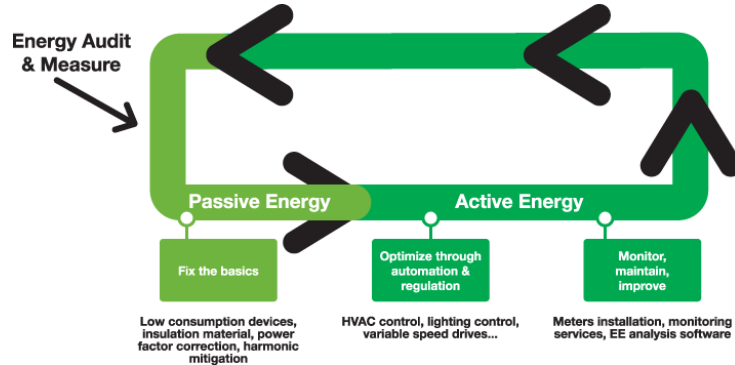 Energy Audit
& Measure
Passive Energy
Active Energy
Fix the basics
Optimize through
automation &
regulation
Monitor,
maintain,
improve
Low consumption devices,
insulation material, power
factor correction, harmonic
mitigation
HVAC control, lighting control,
variable speed drives...
Meters installation, monitoring
services, EE analysis software